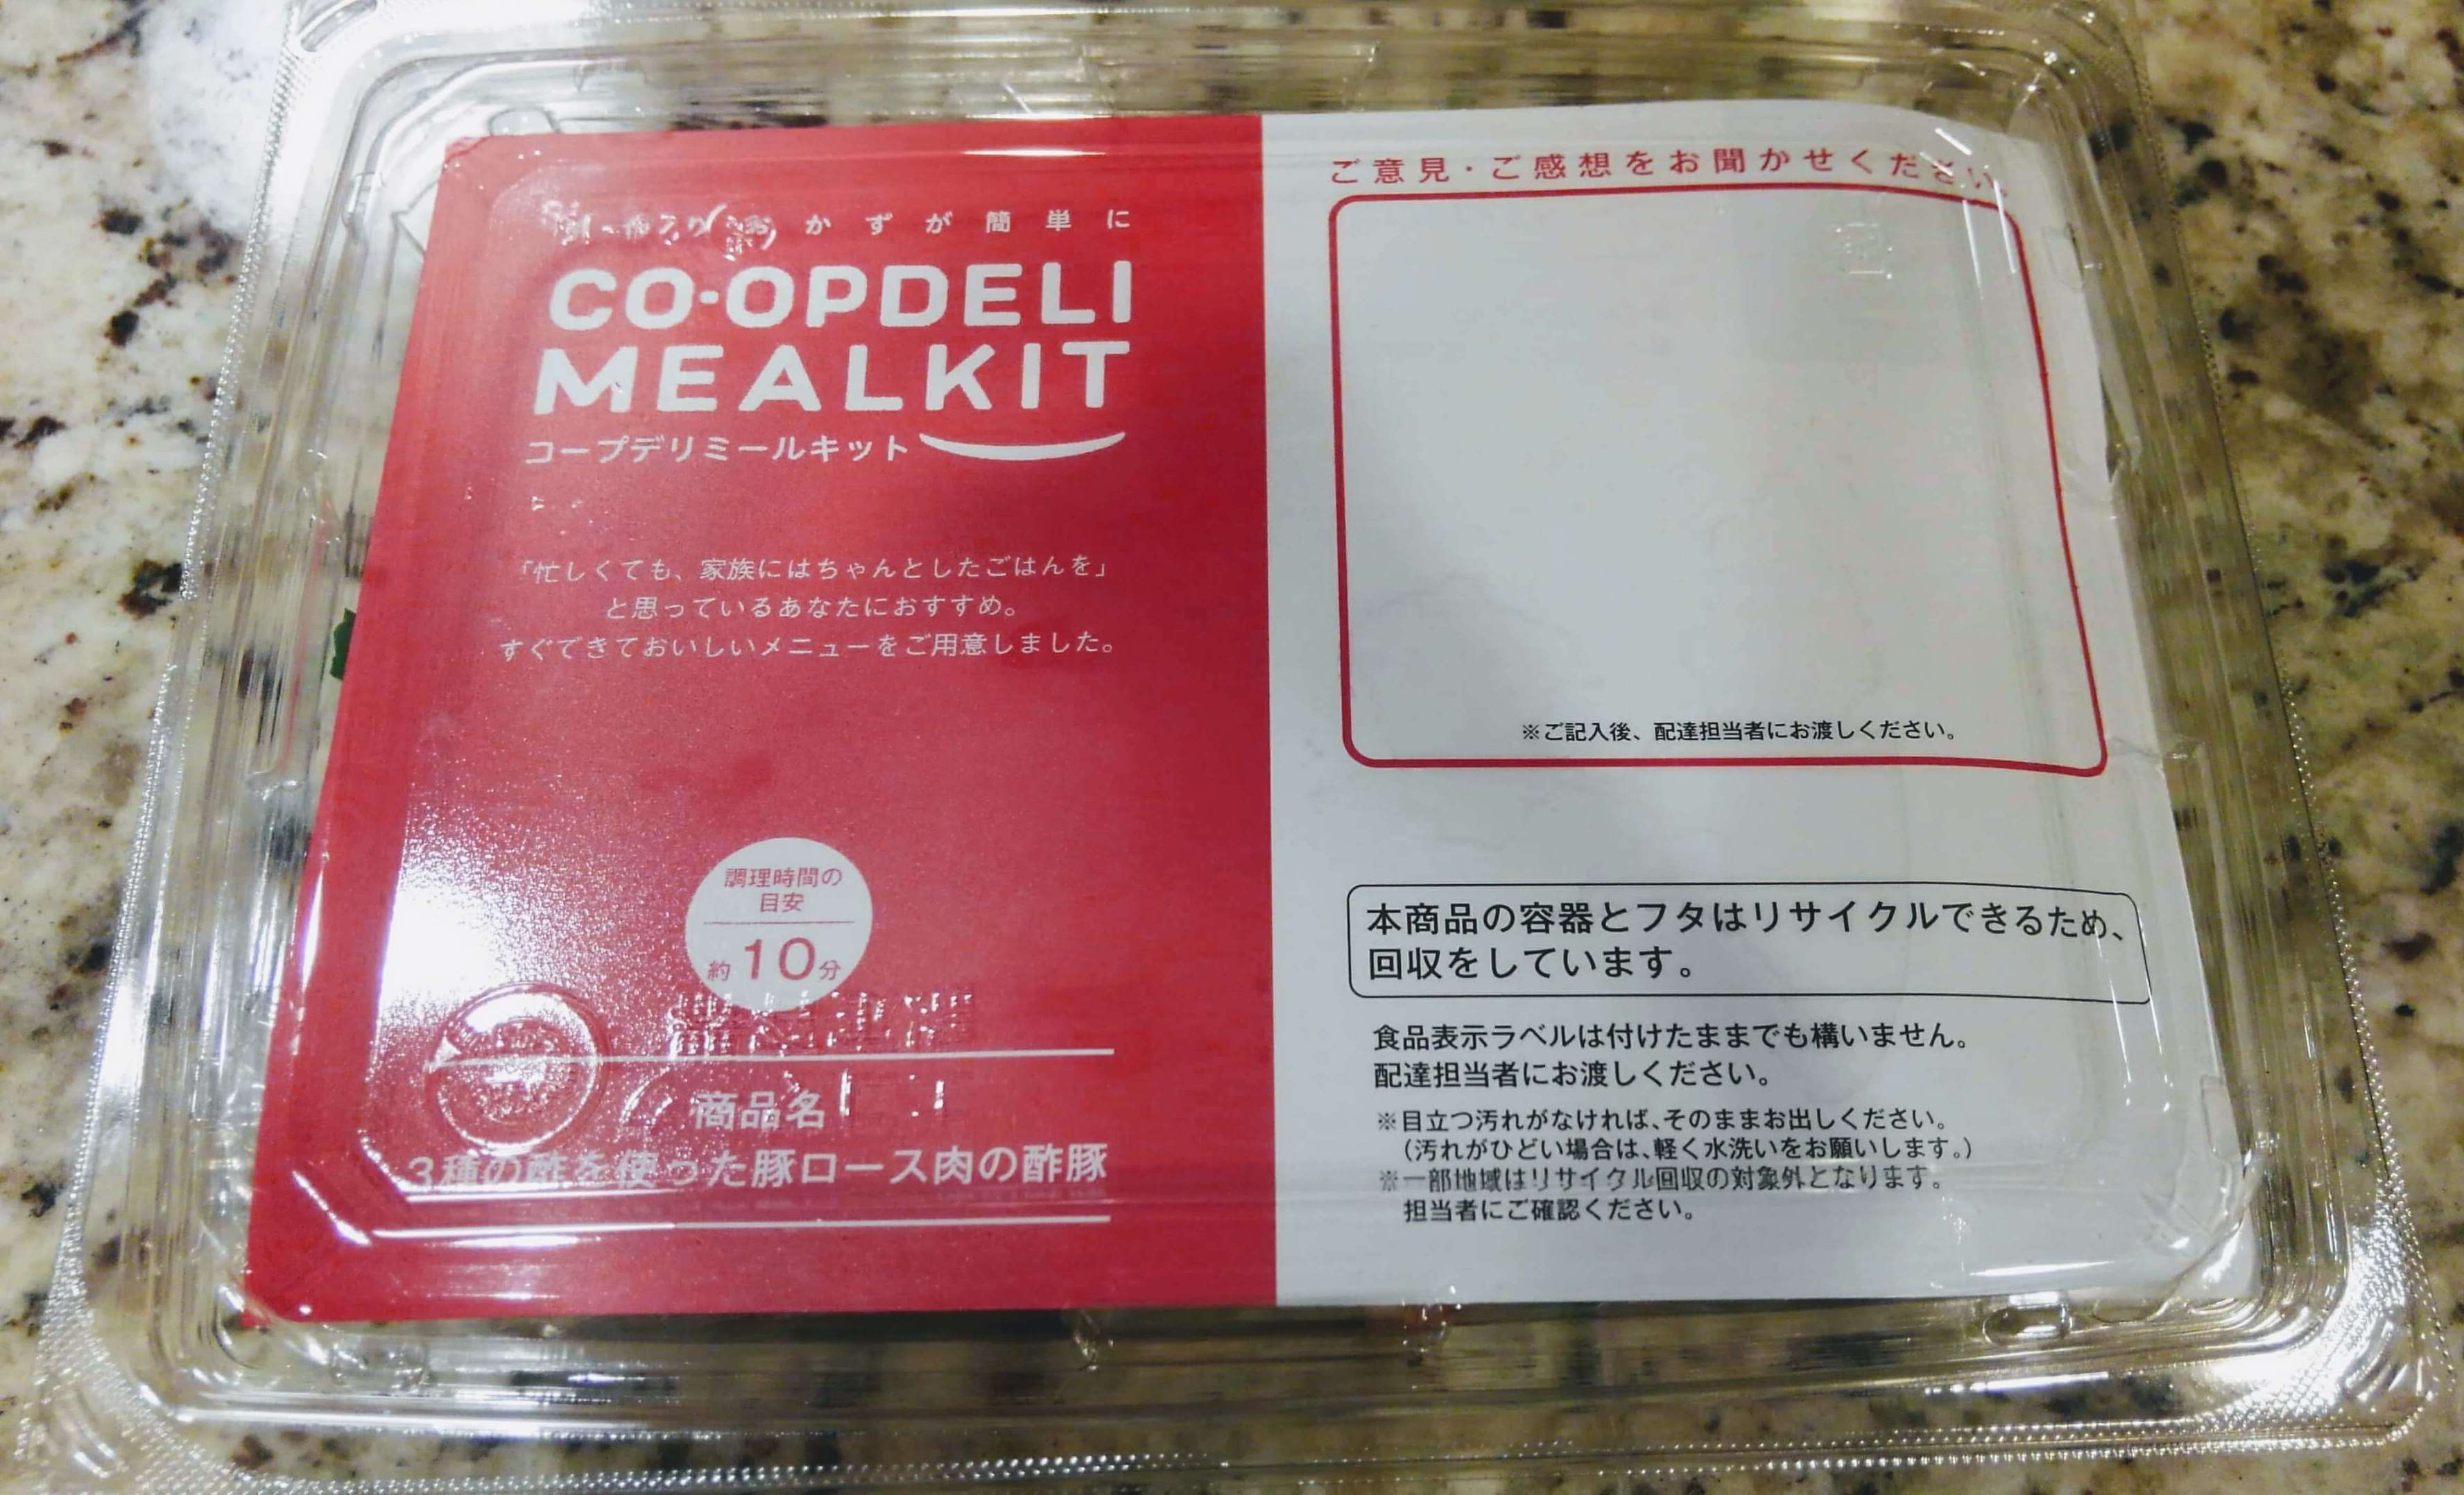 かずが簡単に
CO・OPDELI
MEALKIT
コープデリミールキット
「忙しくても、家族にはちゃんとしたごはんを」
と思っているあなたにおすすめ。
すぐできておいしいメニューをご用意しました。
調理時間の
目安
約10分
商品名
3種の酢を使った豚ロース肉の酢豚
ご意見・ご感想をお聞かせください。
※ご記入後、配達担当者にお渡しください。
本商品の容器とフタはリサイクルできるため、
回収をしています。
食品表示ラベルは付けたままでも構いません。
配達担当者にお渡しください。
※目立つ汚れがなければ、そのままお出しください。
(汚れがひどい場合は、軽く水洗いをお願いします。)
※一部地域はリサイクル回収の対象外となります。
担当者にご確認ください。